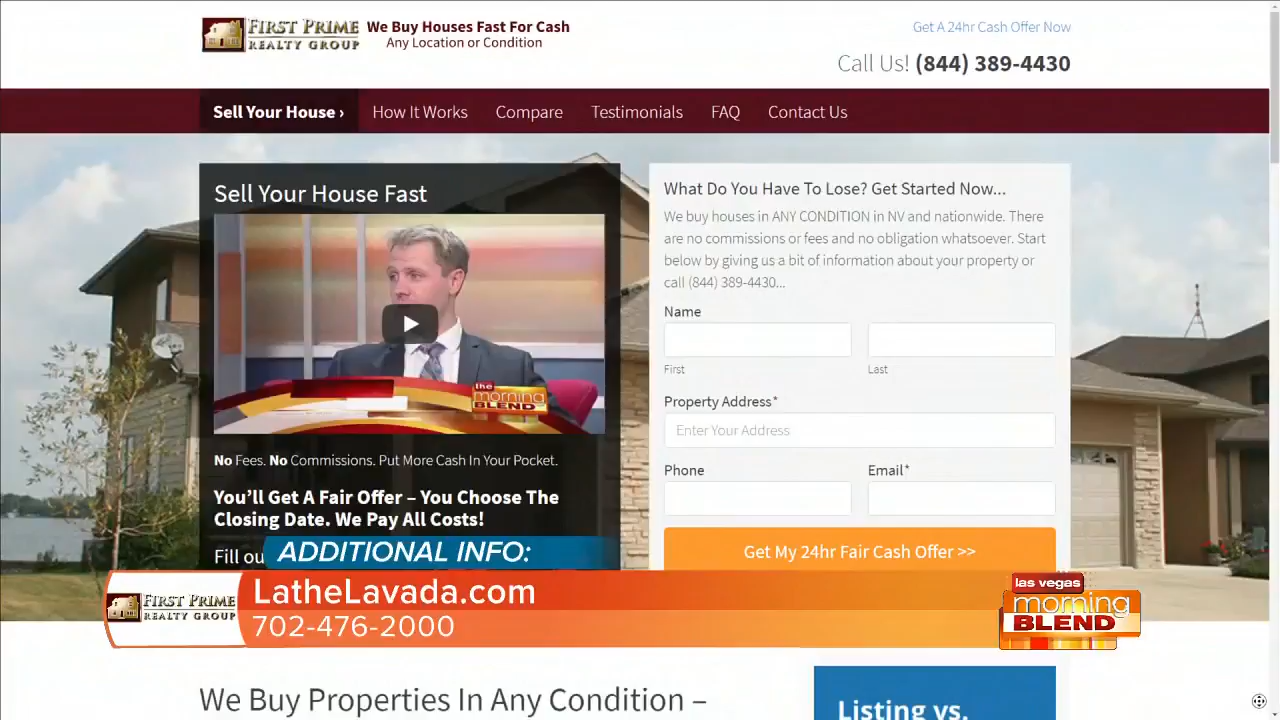 FIRST PRIME
REALTY GROUP
We Buy Houses Fast For Cash
Any Location or Condition
Get A 24hr Cash Offer Now
Call Us! (844) 389-4430
Sell Your House ›
How It Works
Compare
Testimonials
FAQ
Contact Us
Sell Your House Fast
the
morning
BLEND
No Fees. No Commissions. Put More Cash In Your Pocket.
You'll Get A Fair Offer – You Choose The
Closing Date. We Pay All Costs!
Fill ou
What Do You Have To Lose? Get Started Now...
We buy houses in ANY CONDITION in NV and nationwide. There
are no commissions or fees and no obligation whatsoever. Start
below by giving us a bit of information about your property or
call (844) 389-4430...
Name
First
Last
Property Address*
Enter Your Address
Phone
Email*
Get My 24hr Fair Cash Offer >>
ADDITIONAL INFO:
FIRST PRIME
REALTY GROUP
LatheLavada.com
702-476-2000
las vegas
morning
BLEND
We Buy Properties In Any Condition –
Listing vs.